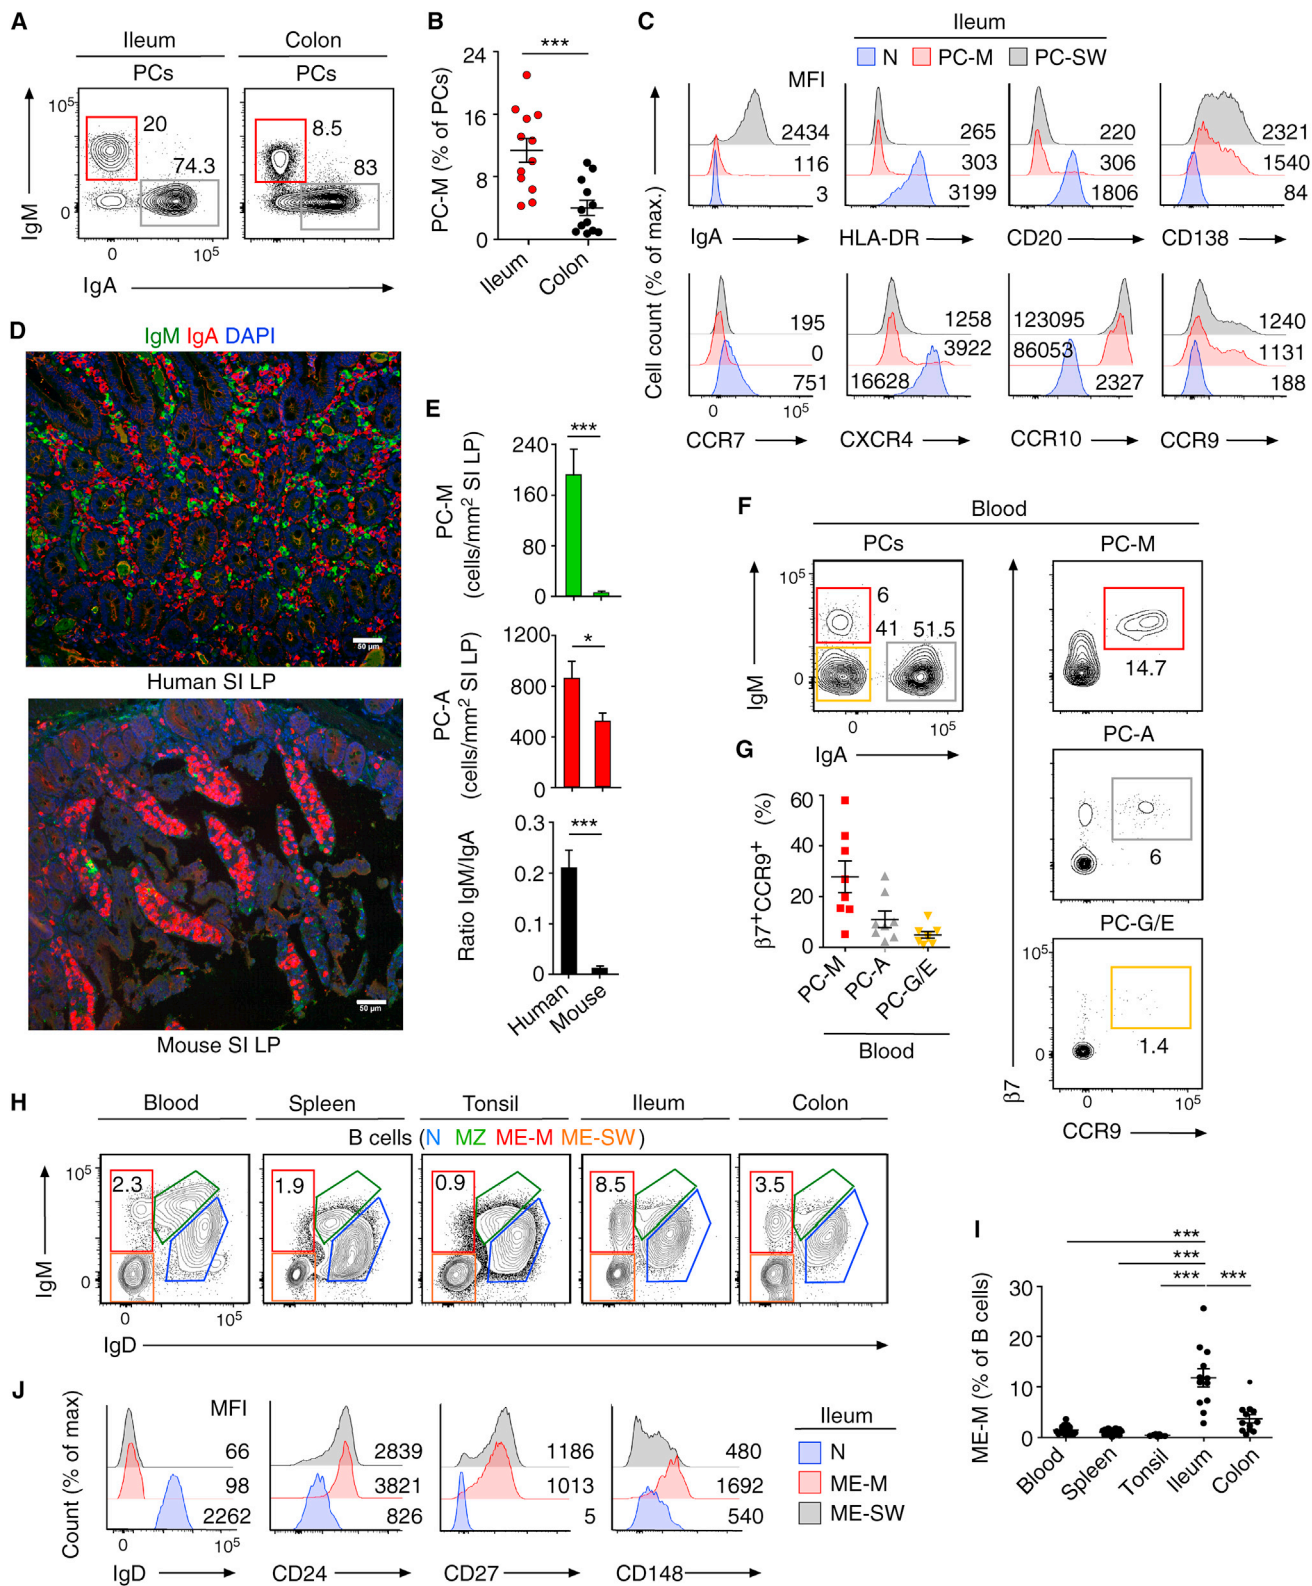 A
Ileum
Colon
PCs
PCs
10⁵
20
74.3
8.5
83
0
IgM
0
10⁵
IgA
B
***
24
16
8
0
PC-M (% of PCs)
Ileum
Colon
C
Ileum
N
PC-M
PC-SW
MFI
2434
116
3
265
303
3199
220
306
1806
2321
1540
84
IgA
HLA-DR
CD20
CD138
Cell count (% of max.)
195
0
751
1258
3922
16628
123095
86053
2327
1240
1131
188
0
10⁵
CCR7
CXCR4
CCR10
CCR9
D
IgM IgA DAPI
50 µm
Human SI LP
50 µm
Mouse SI LP
E
***
240
160
80
0
PC-M
(cells/mm² SI LP)
*
1200
800
400
0
PC-A
(cells/mm² SI LP)
***
0.3
0.2
0.1
0
Ratio IgM/IgA
Human
Mouse
F
Blood
PCs
PC-M
10⁵
6
41
51.5
0
IgM
0
10⁵
IgA
14.7
PC-A
6
PC-G/E
10⁵
0
1.4
0
10⁵
β7
CCR9
G
60
40
20
0
β7⁺CCR9⁺ (%)
PC-M
PC-A
PC-G/E
Blood
H
Blood
Spleen
Tonsil
Ileum
Colon
B cells (N MZ ME-M ME-SW)
10⁵
2.3
1.9
0.9
8.5
3.5
0
IgM
0
10⁵
IgD
I
***
***
***
***
30
20
10
0
ME-M (% of B cells)
Blood
Spleen
Tonsil
Ileum
Colon
J
Count (% of max)
MFI
66
98
2262
2839
3821
826
1186
1013
5
480
1692
540
0
10⁵
IgD
CD24
CD27
CD148
Ileum
N
ME-M
ME-SW